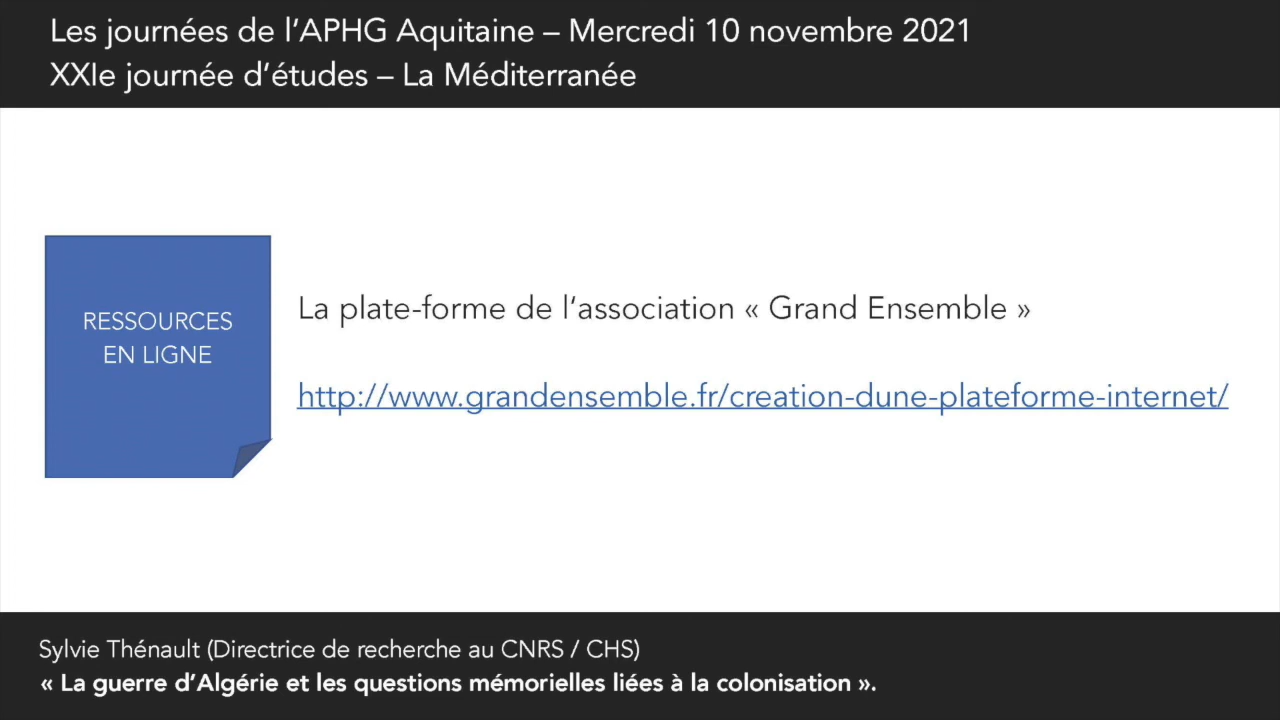 Les journées de l'APHG Aquitaine – Mercredi 10 novembre 2021
XXIe journée d'études – La Méditerranée
RESSOURCES
EN LIGNE
La plate-forme de l'association « Grand Ensemble »
http://www.grandensemble.fr/creation-dune-plateforme-internet/
Sylvie Thénault (Directrice de recherche au CNRS / CHS)
« La guerre d'Algérie et les questions mémorielles liées à la colonisation ».